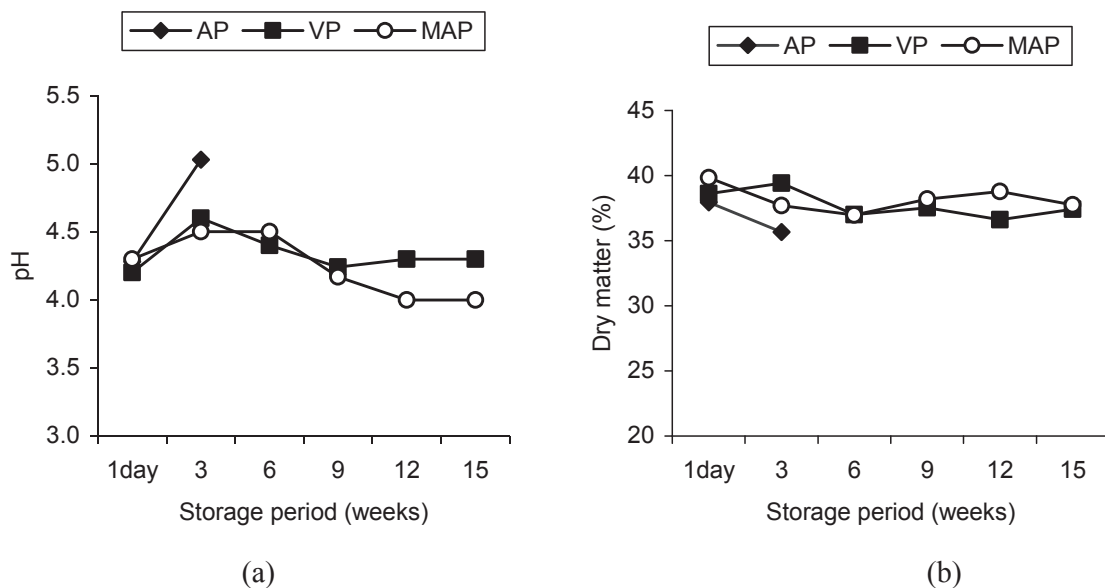 AP VP MAP
5.5
5.0
4.5
4.0
3.5
3.0
pH
1day 3 6 9 12 15
Storage period (weeks)
(a)
AP VP MAP
45
40
35
30
25
20
Dry matter (%)
1day 3 6 9 12 15
Storage period (weeks)
(b)